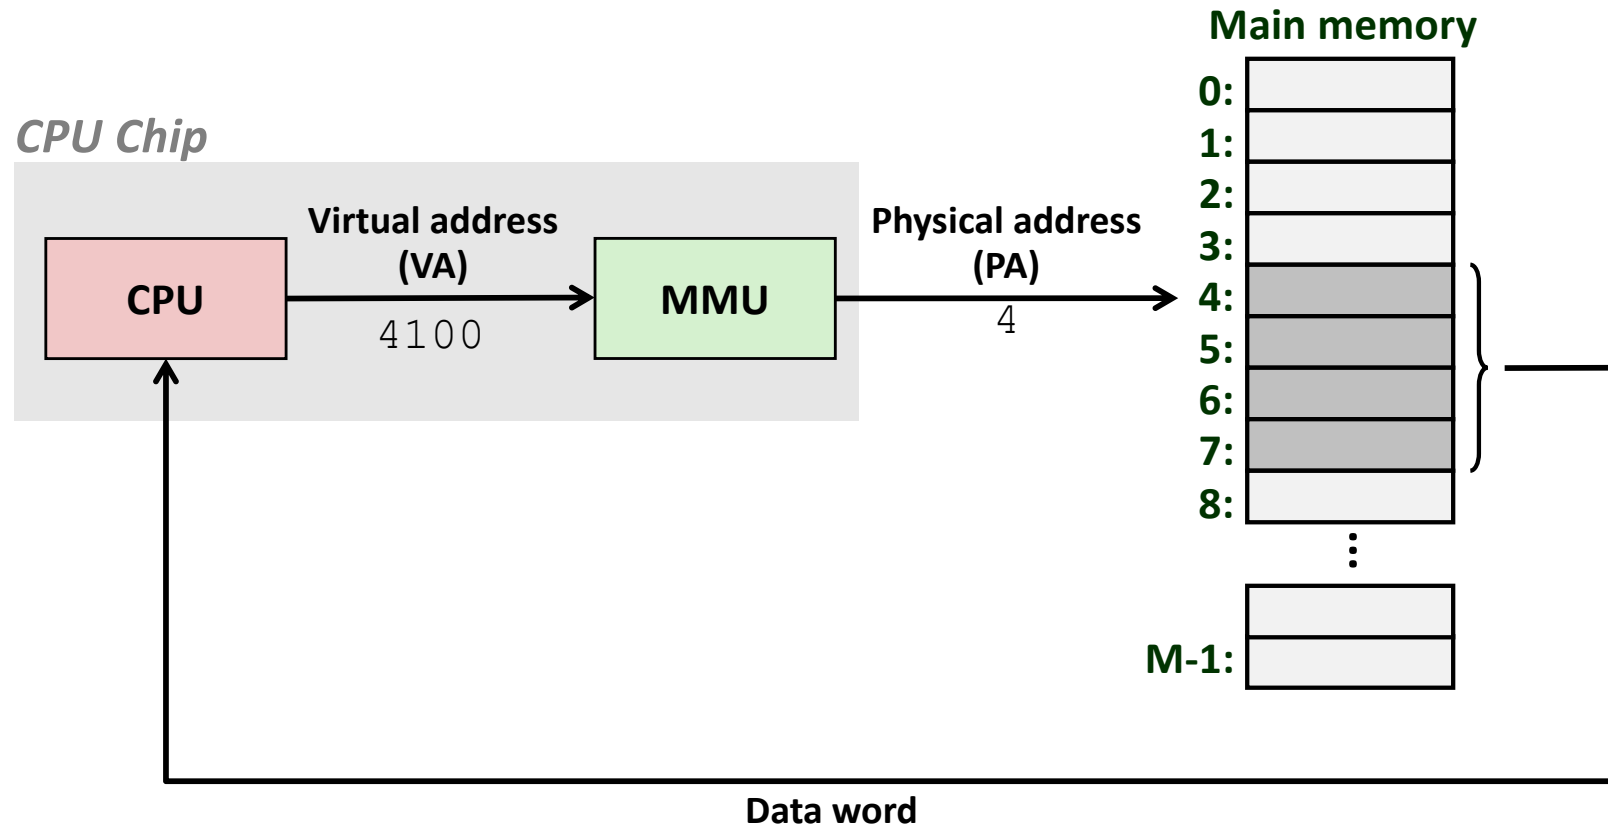 Main memory
0:
CPU Chip
1:
2:
Virtual address
(VA)
Physical address
(PA)
3:
CPU
MMU
4:
4100
4
5:
6:
7:
8:
M-1:
Data word